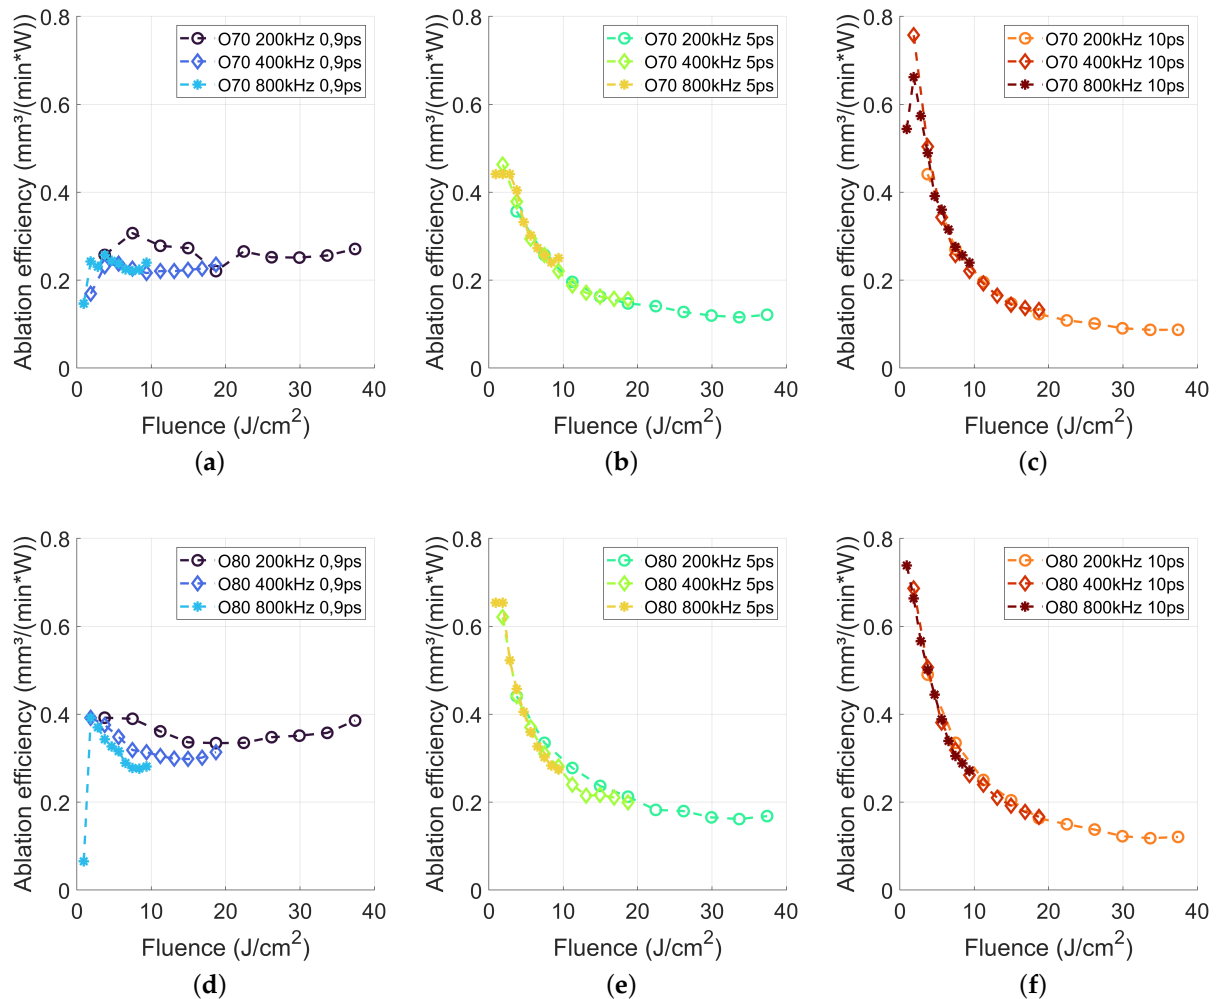 Ablation efficiency (mm³/(min*W))
0.8
0.6
0.4
0.2
0
0 10 20 30 40
Fluence (J/cm²)
O70 200kHz 0,9ps
O70 400kHz 0,9ps
O70 800kHz 0,9ps
(a)
Ablation efficiency (mm³/(min*W))
0.8
0.6
0.4
0.2
0
0 10 20 30 40
Fluence (J/cm²)
O70 200kHz 5ps
O70 400kHz 5ps
O70 800kHz 5ps
(b)
Ablation efficiency (mm³/(min*W))
0.8
0.6
0.4
0.2
0
0 10 20 30 40
Fluence (J/cm²)
O70 200kHz 10ps
O70 400kHz 10ps
O70 800kHz 10ps
(c)
Ablation efficiency (mm³/(min*W))
0.8
0.6
0.4
0.2
0
0 10 20 30 40
Fluence (J/cm²)
O80 200kHz 0,9ps
O80 400kHz 0,9ps
O80 800kHz 0,9ps
(d)
Ablation efficiency (mm³/(min*W))
0.8
0.6
0.4
0.2
0
0 10 20 30 40
Fluence (J/cm²)
O80 200kHz 5ps
O80 400kHz 5ps
O80 800kHz 5ps
(e)
Ablation efficiency (mm³/(min*W))
0.8
0.6
0.4
0.2
0
0 10 20 30 40
Fluence (J/cm²)
O80 200kHz 10ps
O80 400kHz 10ps
O80 800kHz 10ps
(f)